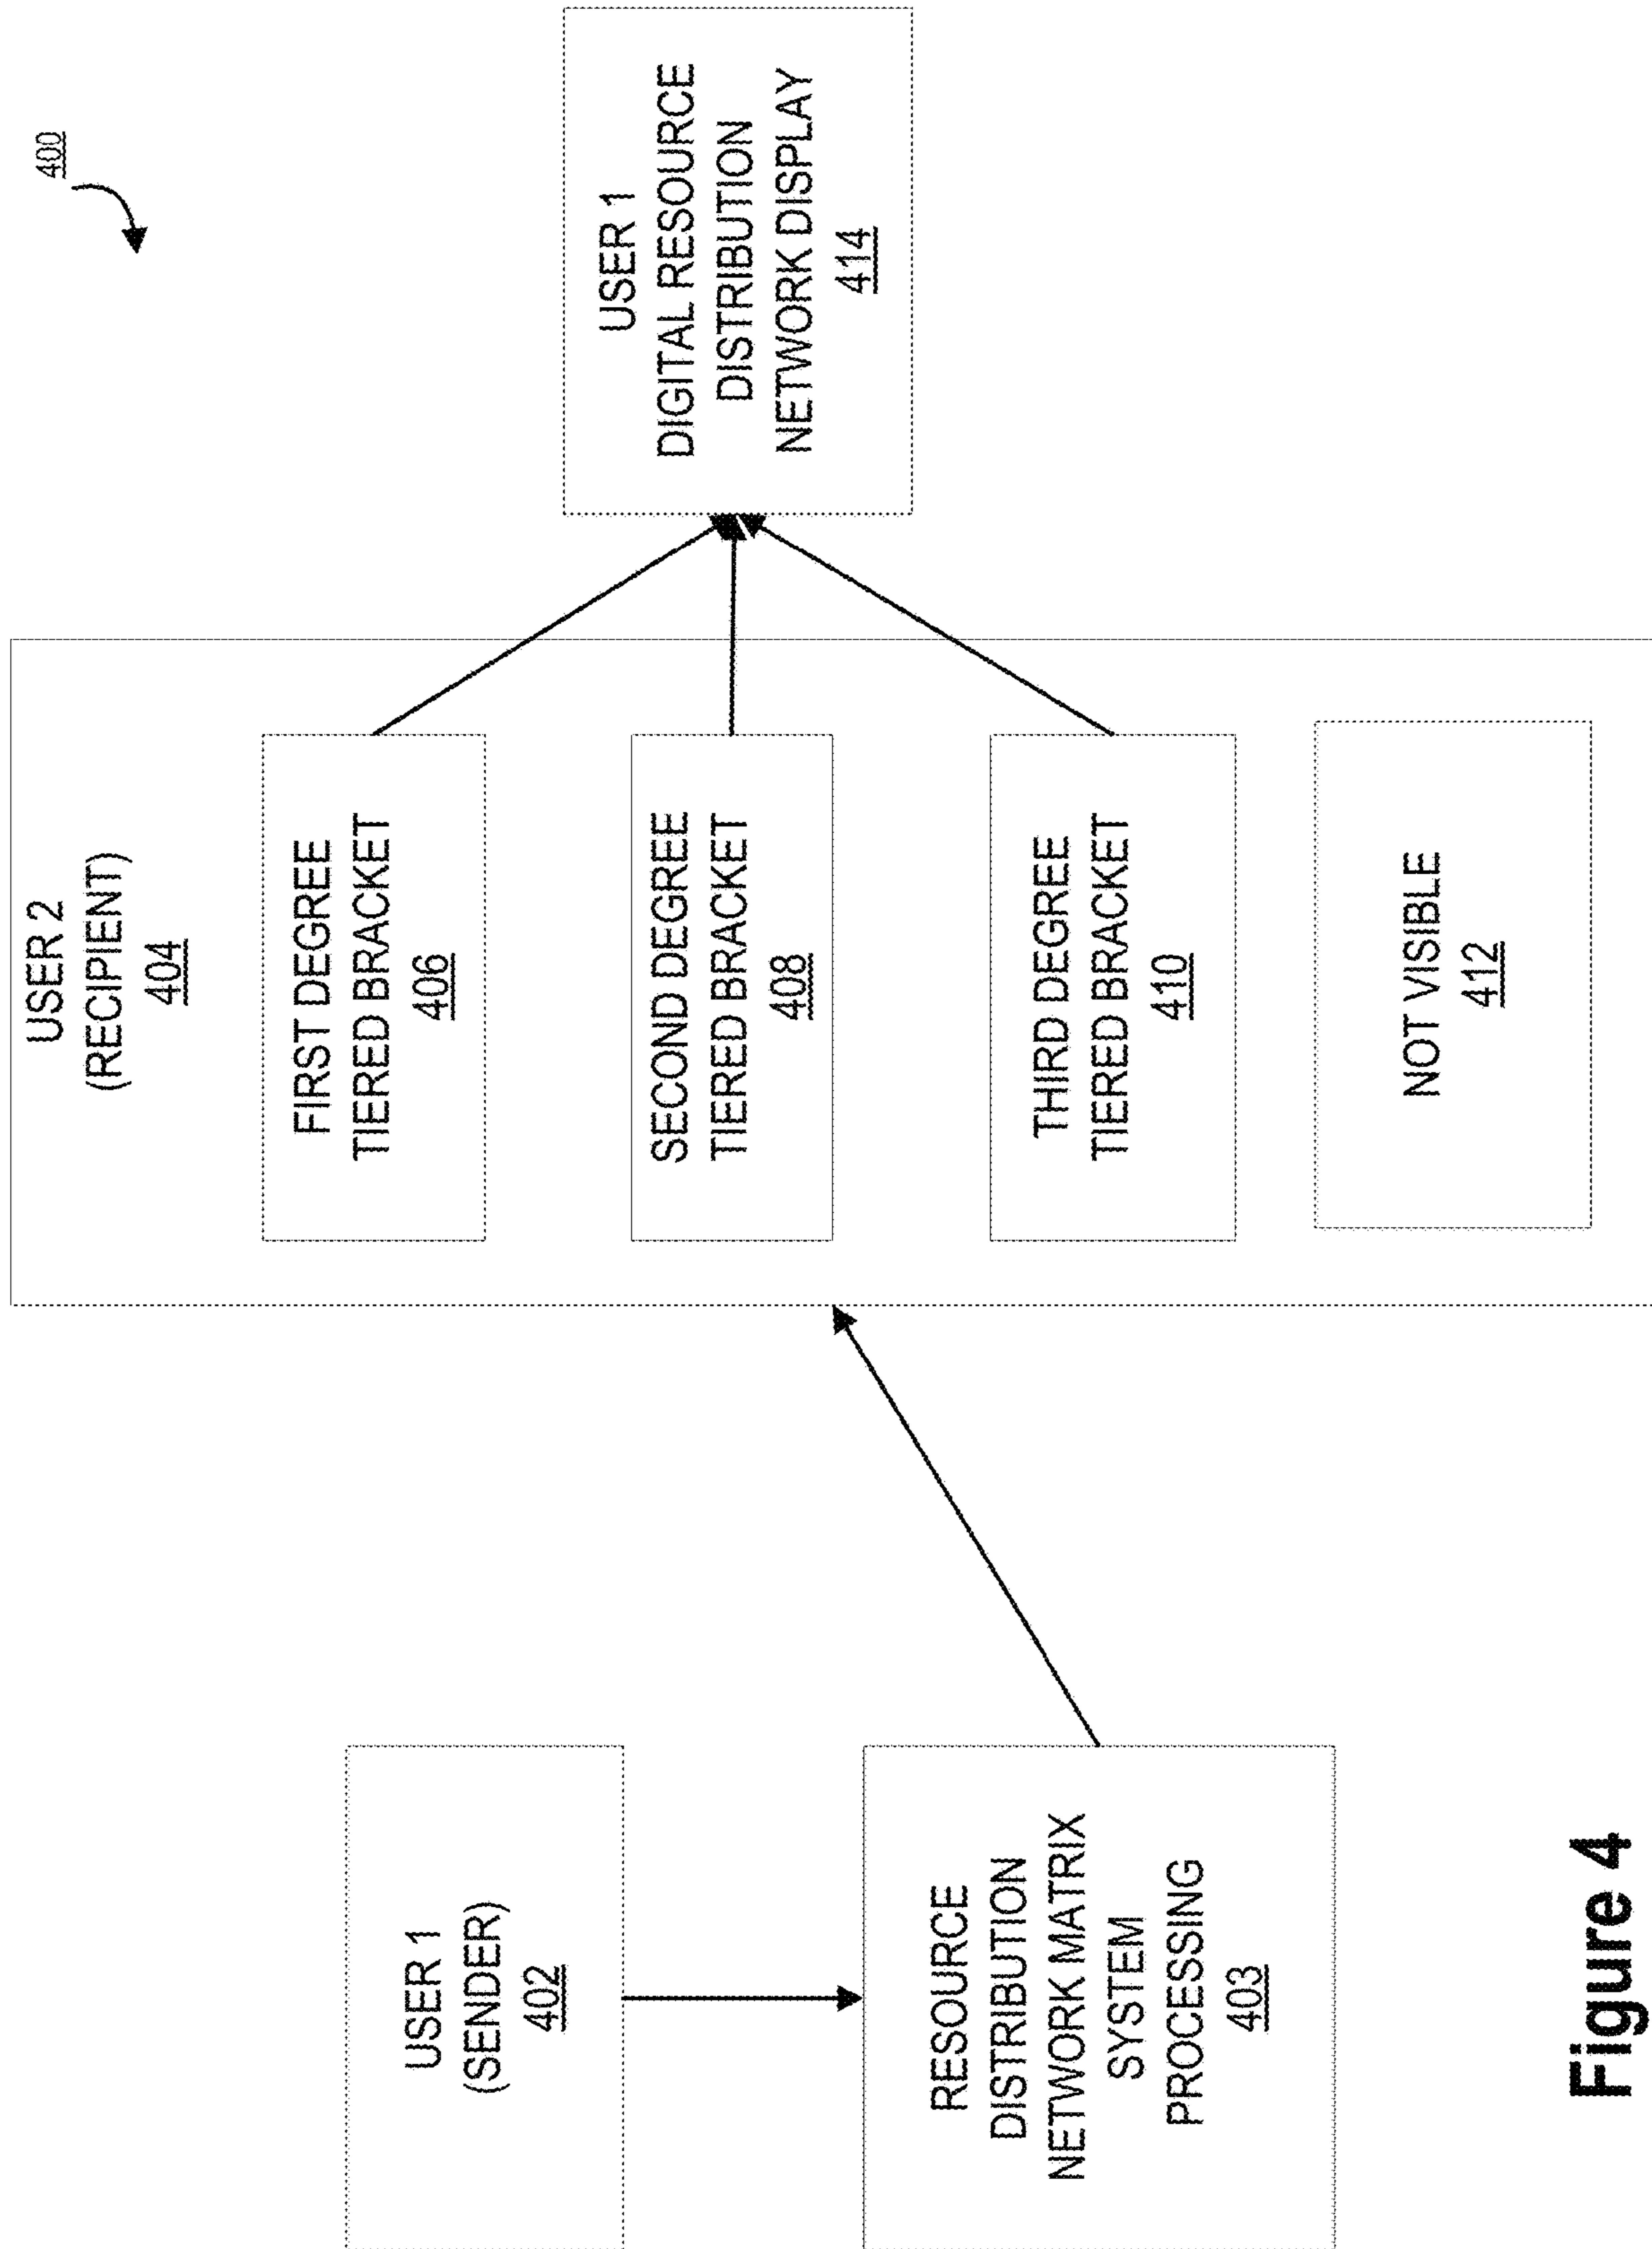 400
USER 1
(SENDER)
402
RESOURCE
DISTRIBUTION
NETWORK MATRIX
SYSTEM
PROCESSING
403
USER 2
(RECIPIENT)
404
FIRST DEGREE
TIERED BRACKET
406
SECOND DEGREE
TIERED BRACKET
408
THIRD DEGREE
TIERED BRACKET
410
NOT VISIBLE
412
USER 1
DIGITAL RESOURCE
DISTRIBUTION
NETWORK DISPLAY
414
Figure 4